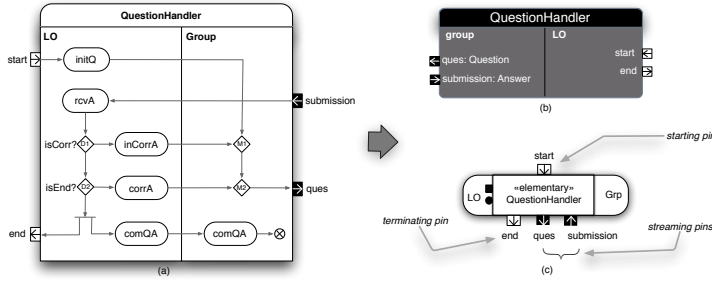 QuestionHandler
LO
Group
start
initQ
rcvA
submission
isCorr?
D1
inCorrA
M1
isEnd?
D2
corrA
M2
ques
end
comQA
comQA
(a)
QuestionHandler
group
LO
ques: Question
submission: Answer
start
end
(b)
starting pin
start
LO
«elementary»
QuestionHandler
Grp
terminating pin
end
ques
submission
streaming pins
(c)